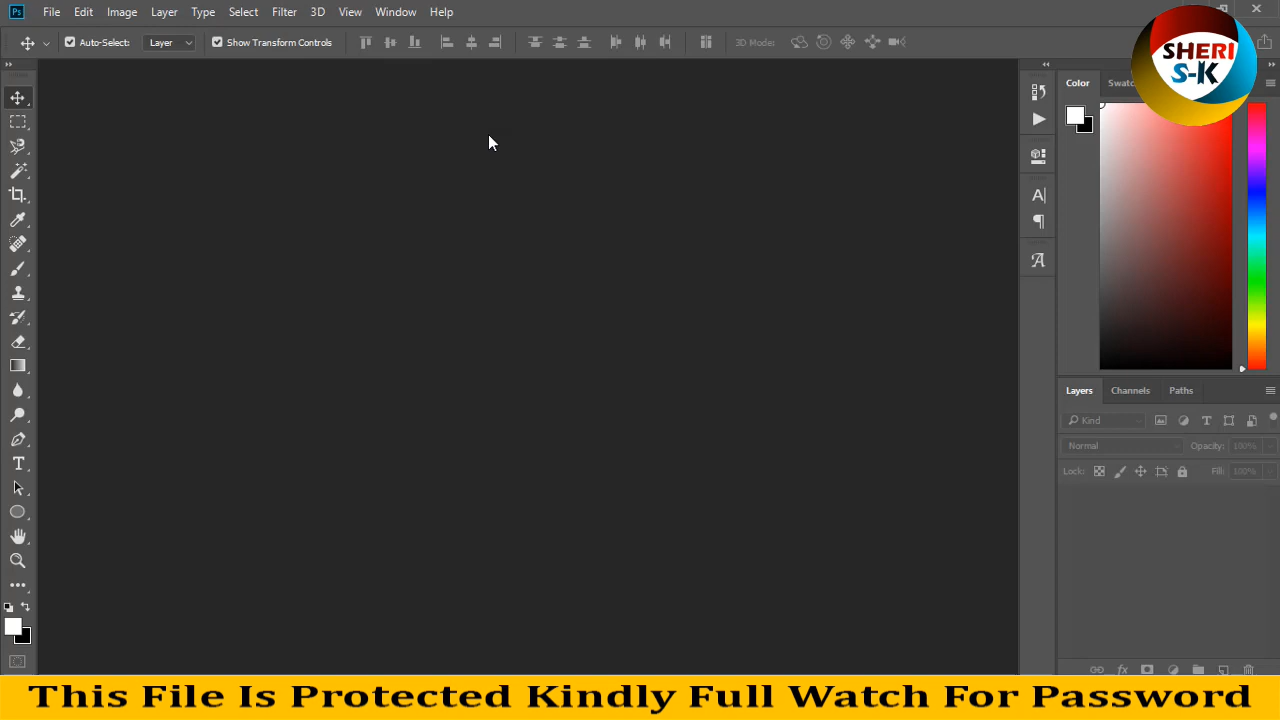 Ps File Edit Image Layer Type Select Filter 3D View Window Help
Auto-Select: Layer Show Transform Controls 3D Mode:
SHERI
S-K
Color Swatc
Layers Channels Paths
Kind
Normal Opacity: 100%
Lock: Fill: 100%
This File Is Protected Kindly Full Watch For Password